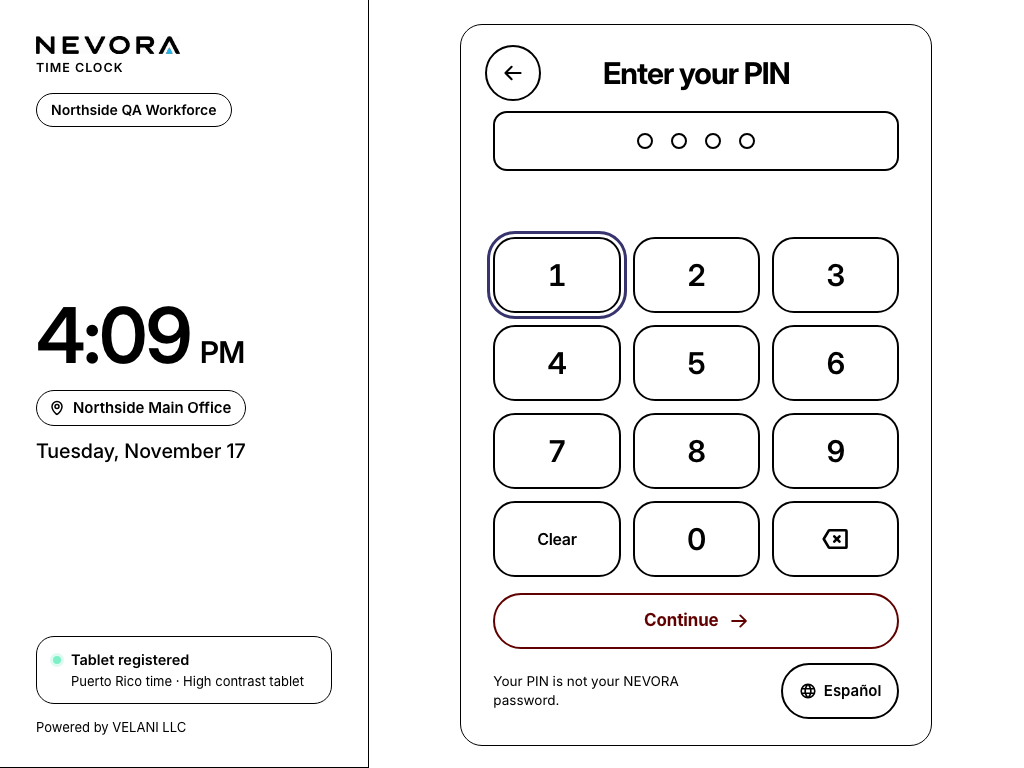 NEVORA
TIME CLOCK
Northside QA Workforce
4:09 PM
Northside Main Office
Tuesday, November 17
Tablet registered
Puerto Rico time · High contrast tablet
Powered by VELANI LLC
Enter your PIN
1 2 3
4 5 6
7 8 9
Clear 0
Continue
Your PIN is not your NEVORA
password.
Español